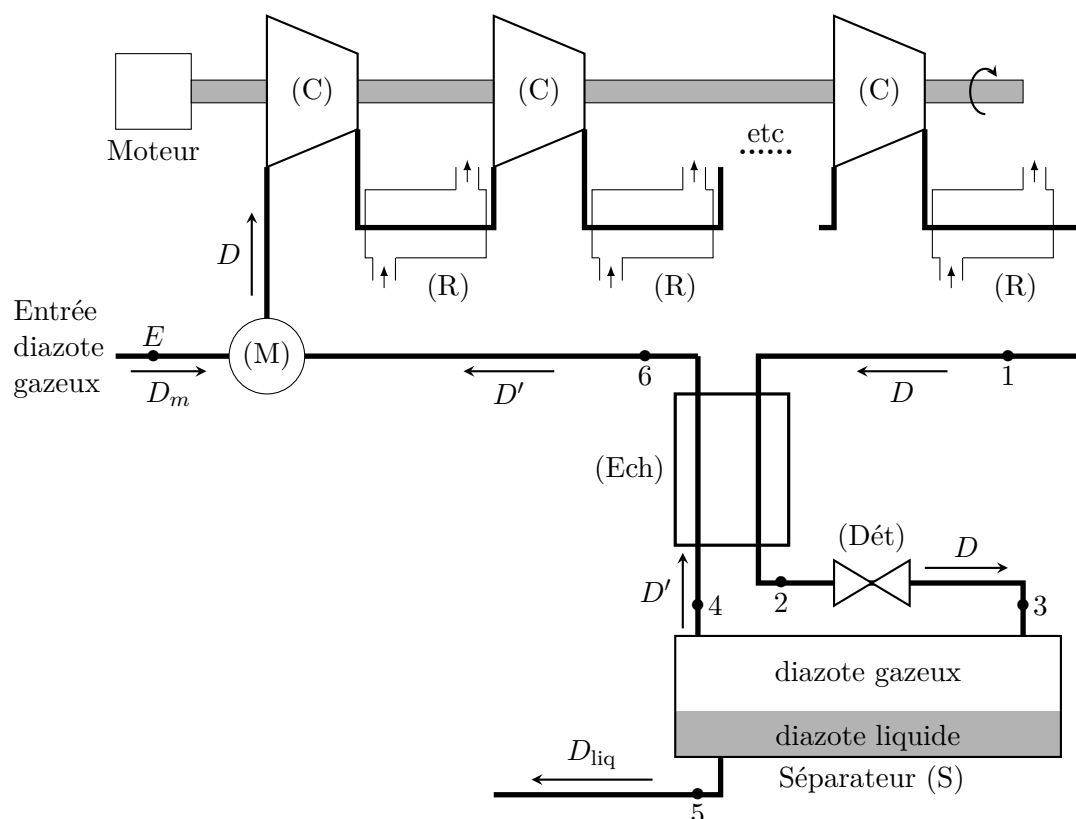 (C)
(C)
(C)
Moteur
etc
......
D
(R)
(R)
(R)
Entrée
diazote
gazeux
E
(M)
D_m
D'
6
D
1
(Ech)
(Dét)
D
D'
4
2
3
diazote gazeux
diazote liquide
D_liq
Séparateur (S)
5